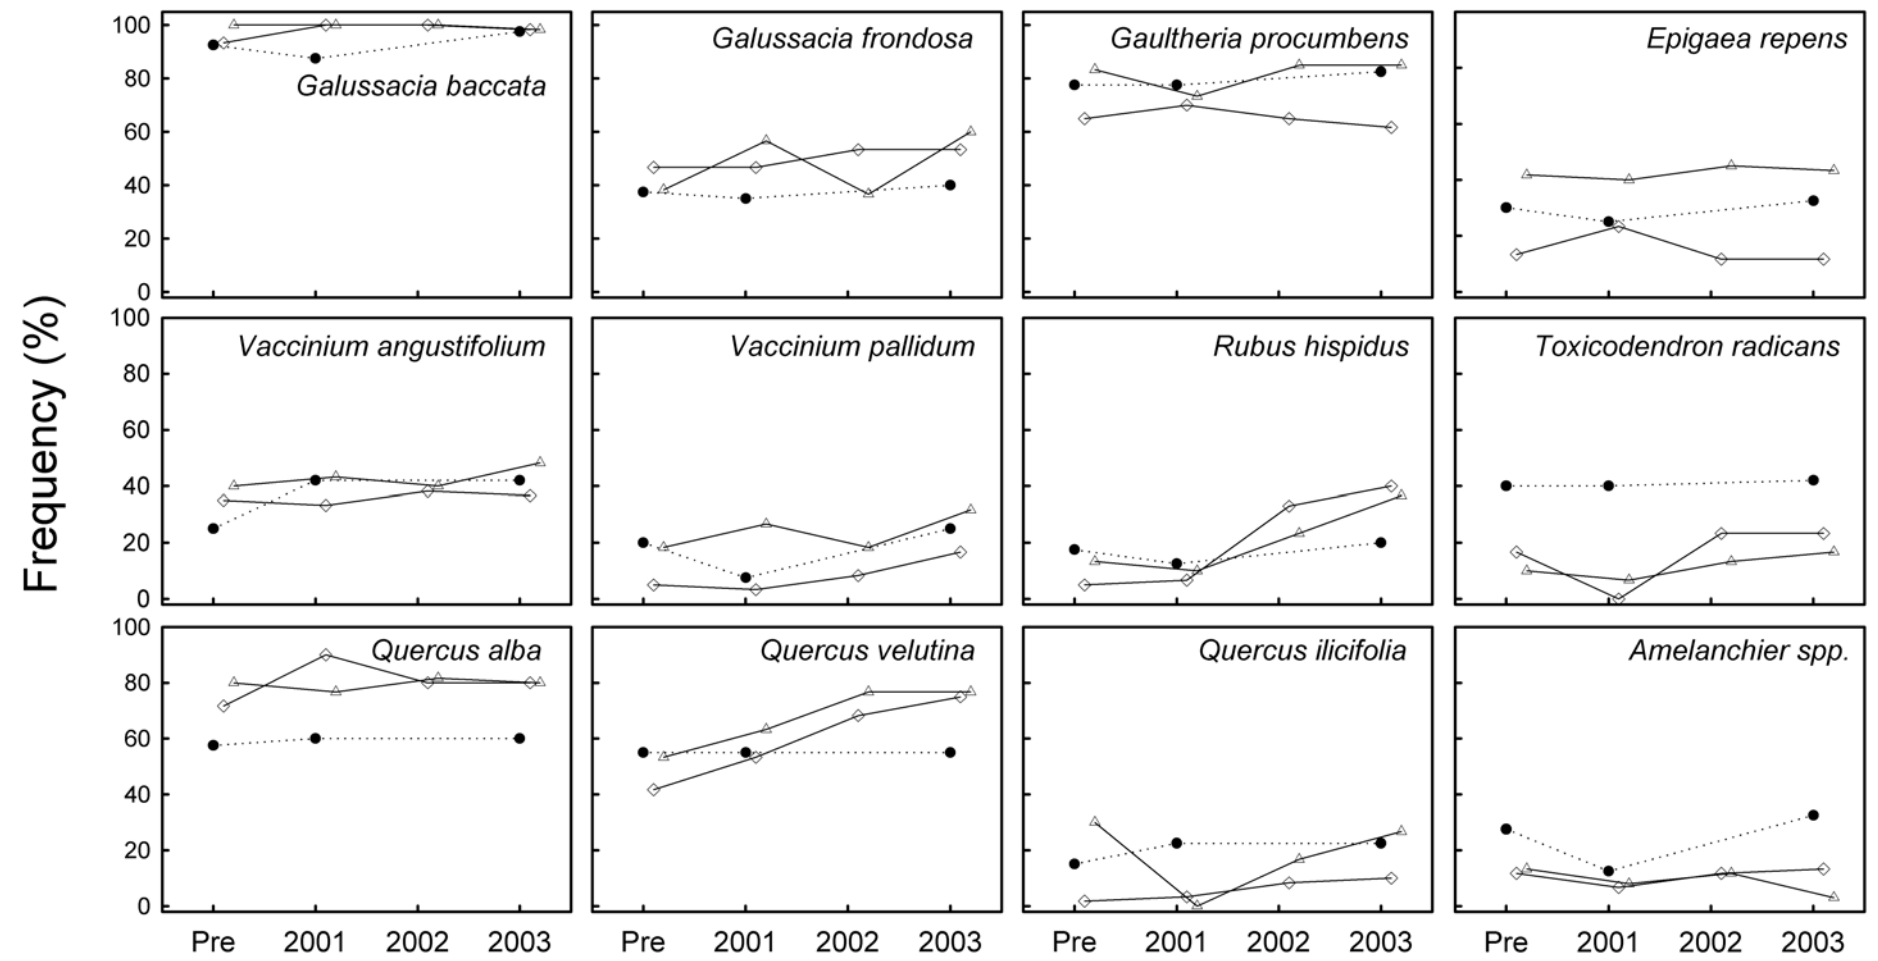 Frequency (%)
100
80
60
40
20
0
Galussacia baccata
Galussacia frondosa
Gaultheria procumbens
Epigaea repens
100
80
60
40
20
0
Vaccinium angustifolium
Vaccinium pallidum
Rubus hispidus
Toxicodendron radicans
100
80
60
40
20
0
Quercus alba
Quercus velutina
Quercus ilicifolia
Amelanchier spp.
Pre 2001 2002 2003
Pre 2001 2002 2003
Pre 2001 2002 2003
Pre 2001 2002 2003